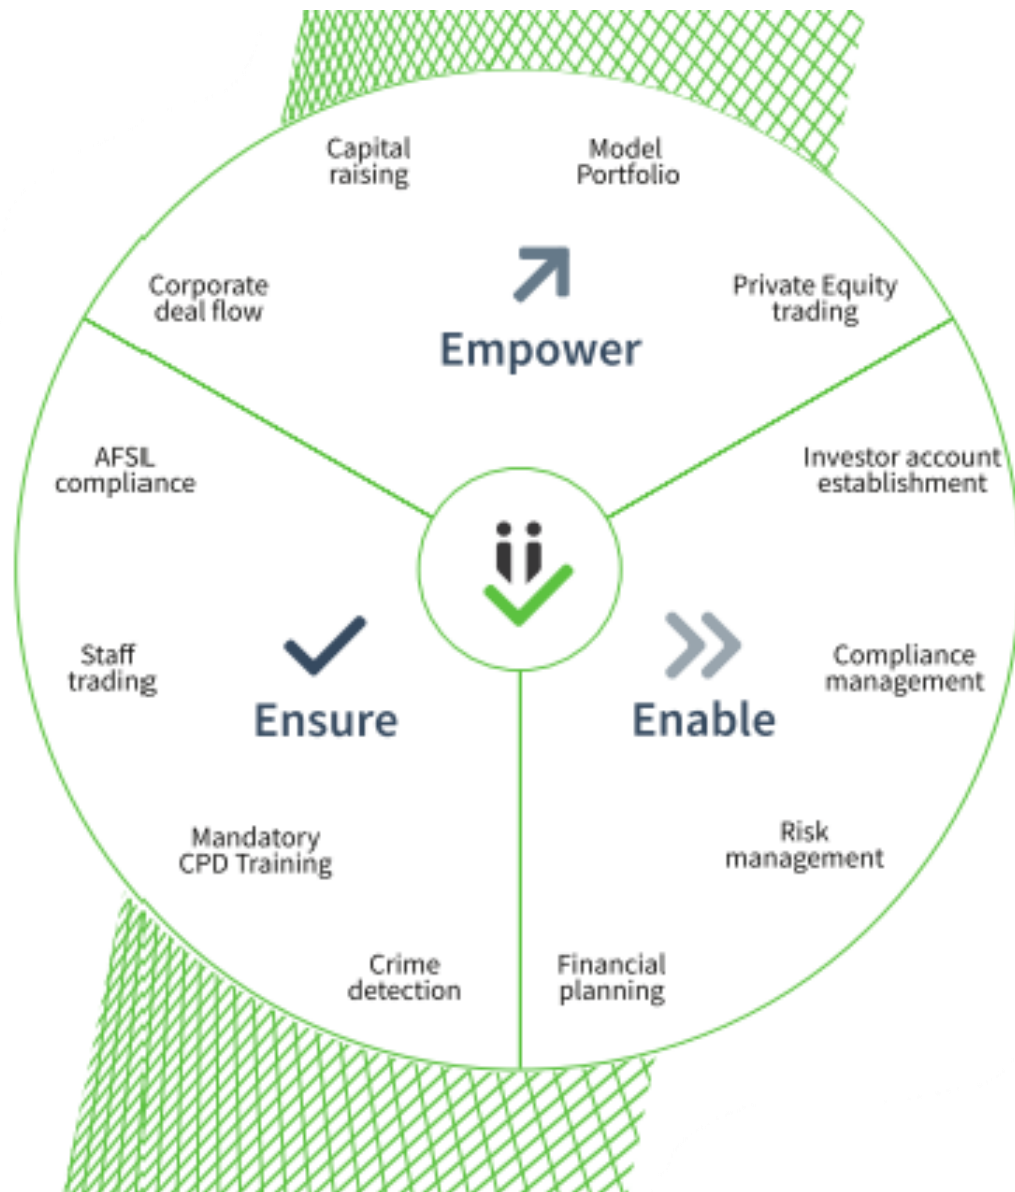 Capital
raising
Model
Portfolio
Corporate
deal flow
Private Equity
trading
Empower
AFSIL
compliance
Investor account
establishment
Staff
trading
Ensure
Enable
Compliance
management
Mandatory
CPD Training
Risk
management
Crime
detection
Financial
planning